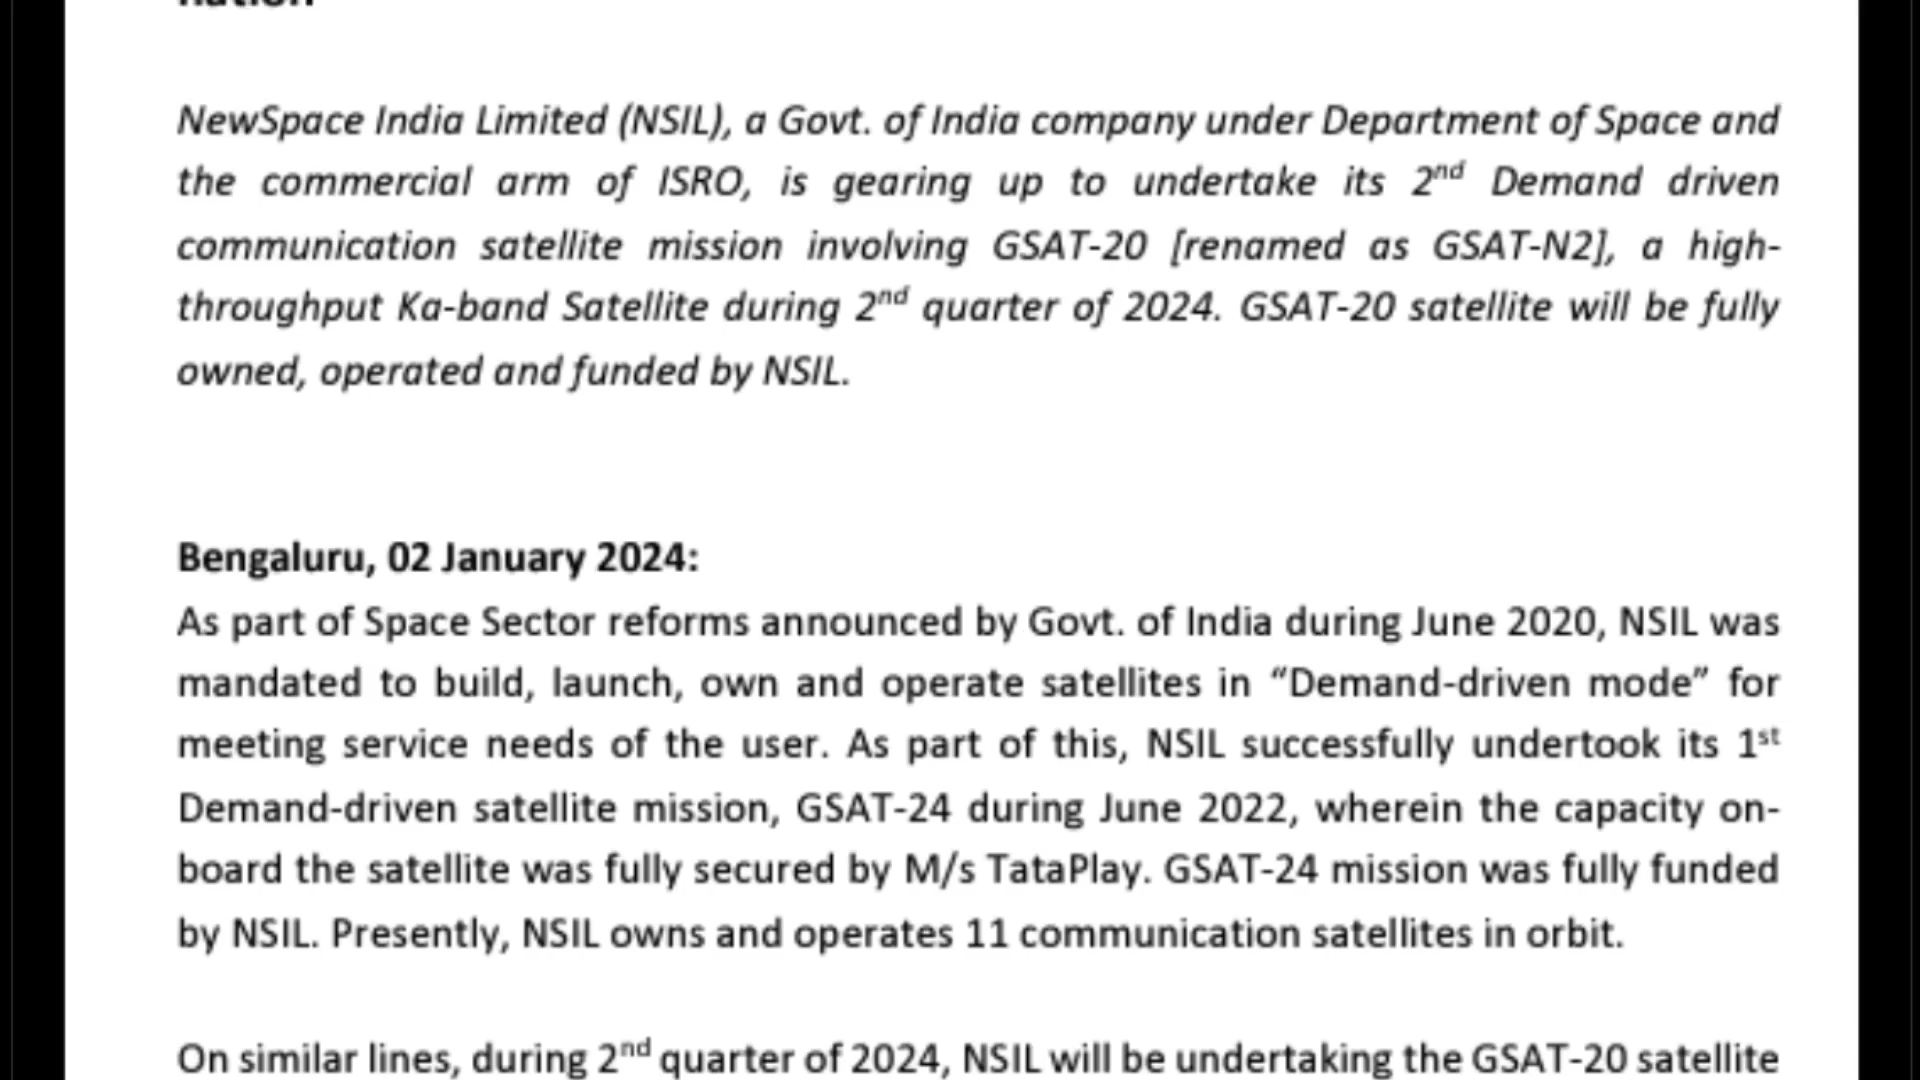 nation
NewSpace India Limited (NSIL), a Govt. of India company under Department of Space and
the commercial arm of ISRO, is gearing up to undertake its 2nd Demand driven
communication satellite mission involving GSAT-20 [renamed as GSAT-N2], a high-
throughput Ka-band Satellite during 2nd quarter of 2024. GSAT-20 satellite will be fully
owned, operated and funded by NSIL.
Bengaluru, 02 January 2024:
As part of Space Sector reforms announced by Govt. of India during June 2020, NSIL was
mandated to build, launch, own and operate satellites in “Demand-driven mode” for
meeting service needs of the user. As part of this, NSIL successfully undertook its 1st
Demand-driven satellite mission, GSAT-24 during June 2022, wherein the capacity on-
board the satellite was fully secured by M/s TataPlay. GSAT-24 mission was fully funded
by NSIL. Presently, NSIL owns and operates 11 communication satellites in orbit.
On similar lines, during 2nd quarter of 2024, NSIL will be undertaking the GSAT-20 satellite